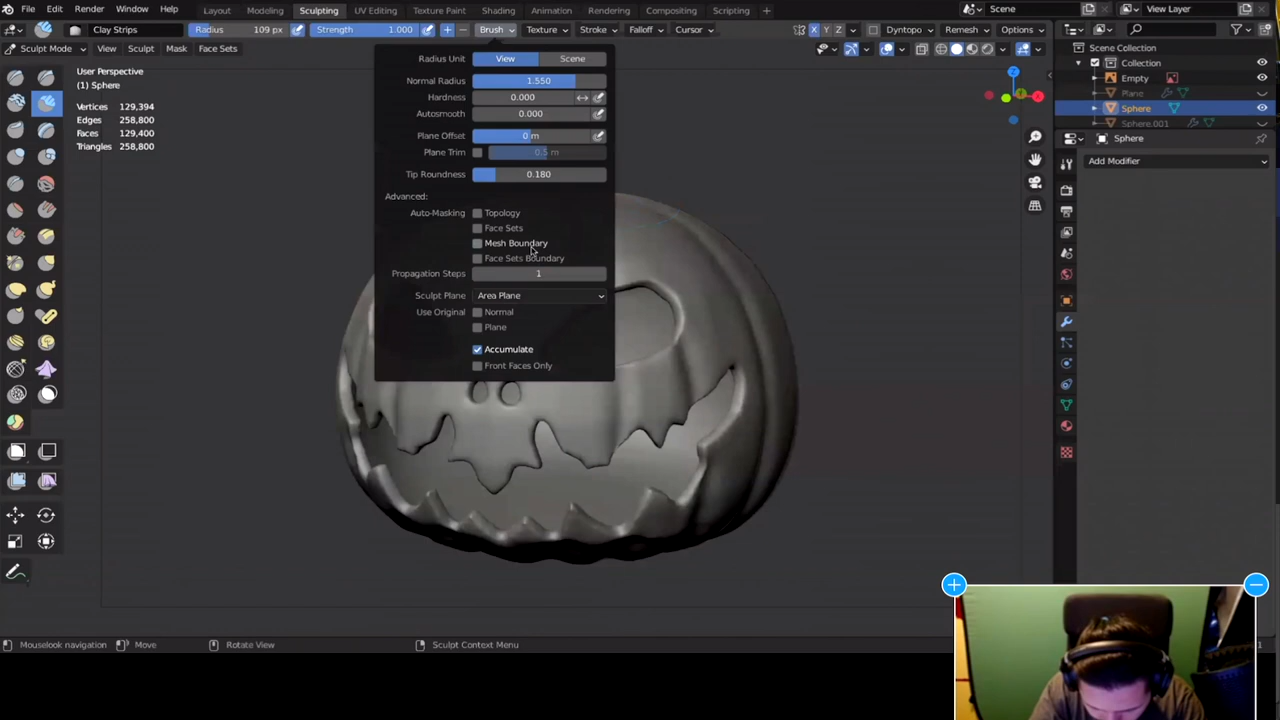 File Edit Render Window Help Layout Modeling Sculpting UV Editing Texture Paint Shading Animation Rendering Compositing Scripting + Scene View Layer
Clay Strips Radius 109 px Strength 1.000 + − Brush Texture Stroke Falloff Cursor X Y Z Dyntopo Remesh Options
Sculpt Mode View Sculpt Mask Face Sets
Scene Collection
Collection
Empty
Plane
Sphere
Sphere.001
Sphere
Add Modifier
User Perspective
(1) Sphere
Vertices 129,394
Edges 258,800
Faces 129,400
Triangles 258,800
Radius Unit View Scene
Normal Radius 1.550
Hardness 0.000
Autosmooth 0.000
Plane Offset 0 m
Plane Trim 0.5 m
Tip Roundness 0.180
Advanced:
Auto-Masking Topology
Face Sets
Mesh Boundary
Face Sets Boundary
Propagation Steps 1
Sculpt Plane Area Plane
Use Original Normal
Plane
Accumulate
Front Faces Only
Z
X
Mouselook navigation Move Rotate View Sculpt Context Menu